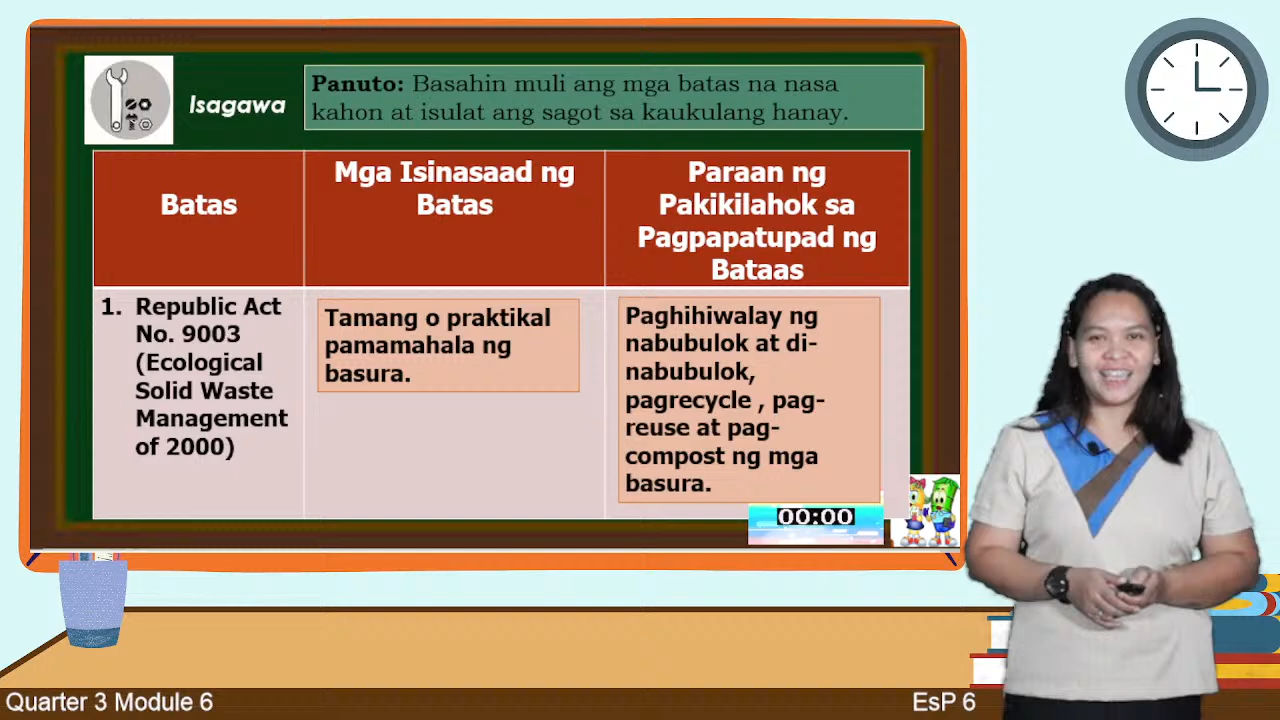 Isagawa
Panuto: Basahin muli ang mga batas na nasa
kahon at isulat ang sagot sa kaukulang hanay.
Batas
Mga Isinasaad ng
Batas
Paraan ng
Pakikilahok sa
Pagpapatupad ng
Bataas
1. Republic Act
No. 9003
(Ecological
Solid Waste
Management
of 2000)
Tamang o praktikal
pamamahala ng
basura.
Paghihiwalay ng
nabubulok at di-
nabubulok,
pagrecycle , pag-
reuse at pag-
compost ng mga
basura.
00:00
Quarter 3 Module 6
EsP 6